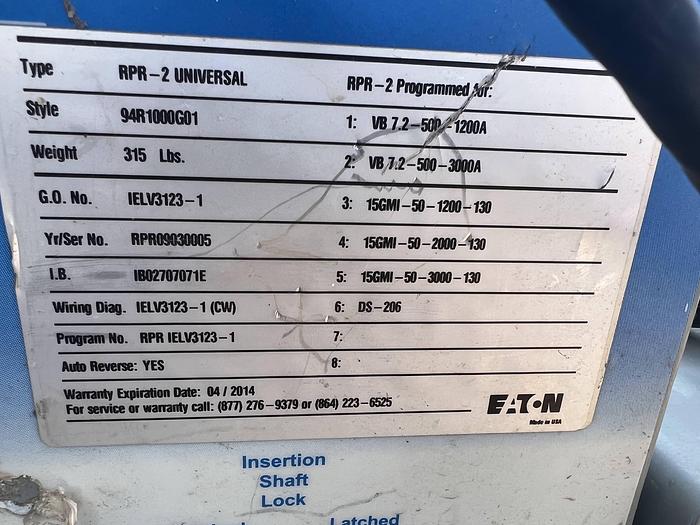 Type RPR-2 UNIVERSAL RPR-2 Programmed for:
Style 94R1000G01 1: VB 7.2-500-1200A
Weight 315 Lbs. 2: VB 7.2-500-3000A
G.O. No. IELV3123-1 3: 15GMI-50-1200-130
Yr/Ser No. RPR09030005 4: 15GMI-50-2000-130
I.B. IB02707071E 5: 15GMI-50-3000-130
Wiring Diag. IELV3123-1 (CW) 6: DS-206
Program No. RPR IELV3123-1 7:
Auto Reverse: YES 8:
Warranty Expiration Date: 04/2014
For service or warranty call: (877) 276-9379 or (864) 223-6525
EATON
Made in USA
Insertion
Shaft
Lock
Latched